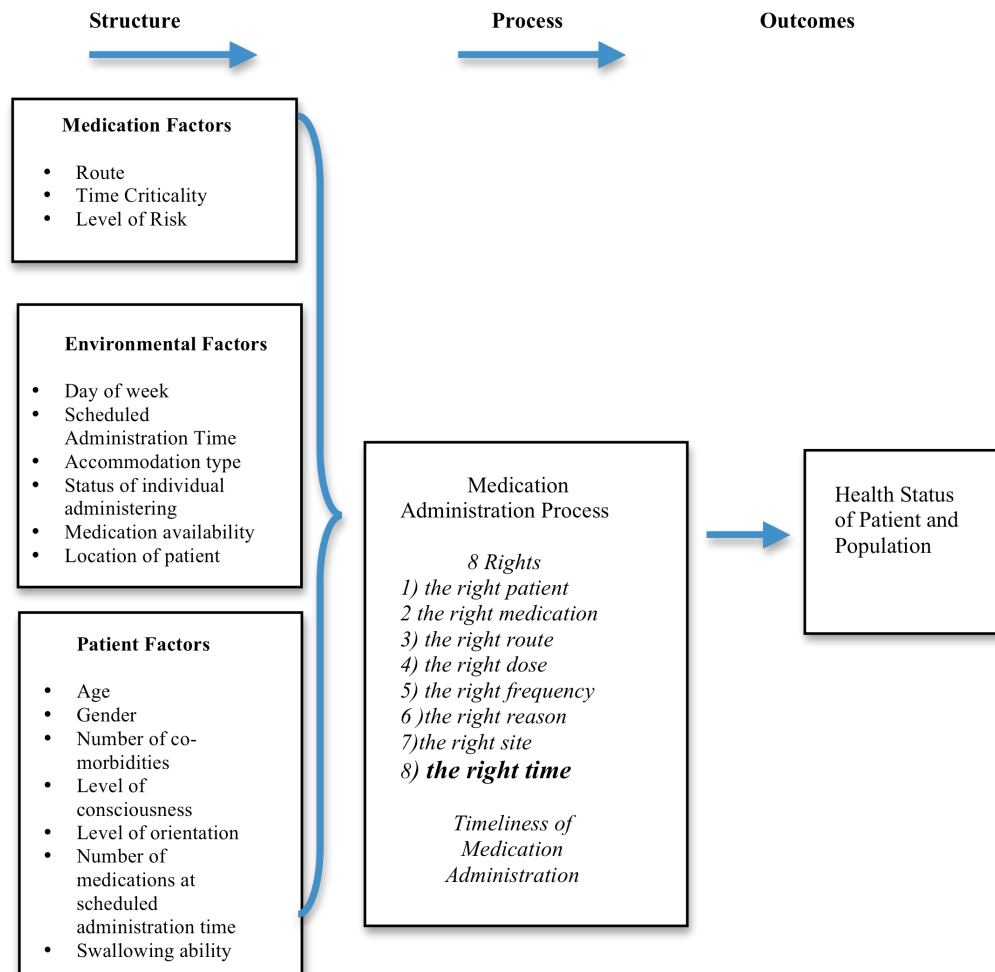 Structure
Process
Outcomes
Medication Factors
• Route
• Time Criticality
• Level of Risk
Environmental Factors
• Day of week
• Scheduled
Administration Time
• Accommodation type
• Status of individual
administering
• Medication availability
• Location of patient
Patient Factors
• Age
• Gender
• Number of co-
morbidities
• Level of
consciousness
• Level of orientation
• Number of
medications at
scheduled
administration time
• Swallowing ability
Medication
Administration Process
8 Rights
1) the right patient
2 the right medication
3) the right route
4) the right dose
5) the right frequency
6 )the right reason
7)the right site
8) the right time
Timeliness of
Medication
Administration
Health Status
of Patient and
Population